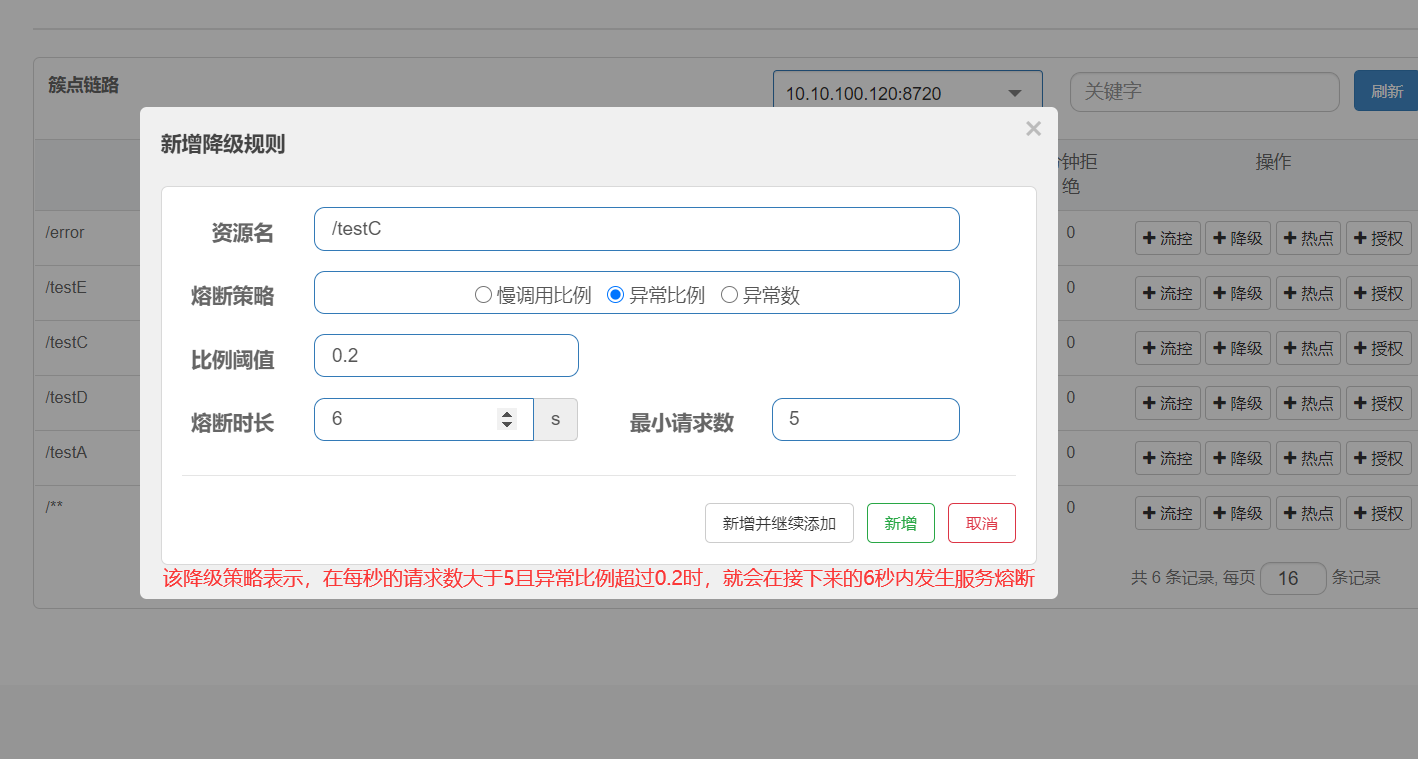 簇点链路
10.10.100.120:8720
关键字
刷新
新增降级规则
×
资源名 /testC
熔断策略 慢调用比例 异常比例 异常数
比例阈值 0.2
熔断时长 6 s 最小请求数 5
新增并继续添加 新增 取消
该降级策略表示，在每秒的请求数大于5且异常比例超过0.2时，就会在接下来的6秒内发生服务熔断
钟拒
绝
操作
/error 0 流控 降级 热点 授权
/testE 0 流控 降级 热点 授权
/testC 0 流控 降级 热点 授权
/testD 0 流控 降级 热点 授权
/testA 0 流控 降级 热点 授权
/** 0 流控 降级 热点 授权
共 6 条记录, 每页 16 条记录